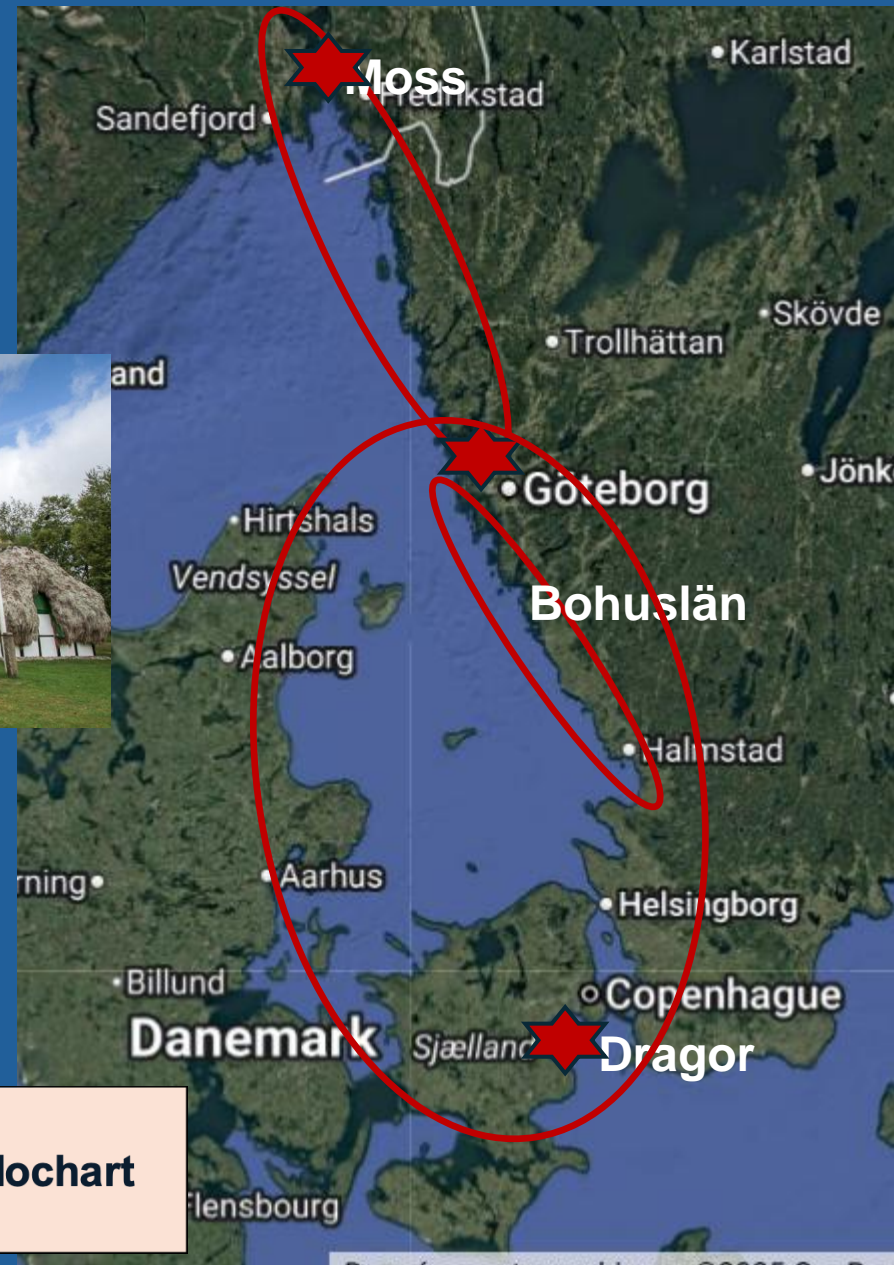 Karlstad
Moss
Fredrikstad
Sandefjord
Skövde
Trollhättan
and
Jönk
Göteborg
Hirtshals
Vendsyssel
Bohuslän
Aalborg
Halmstad
Aarhus
rning
Helsingborg
Billund
Copenhague
Danemark
Sjælland
Dragor
lochart
Flensbourg